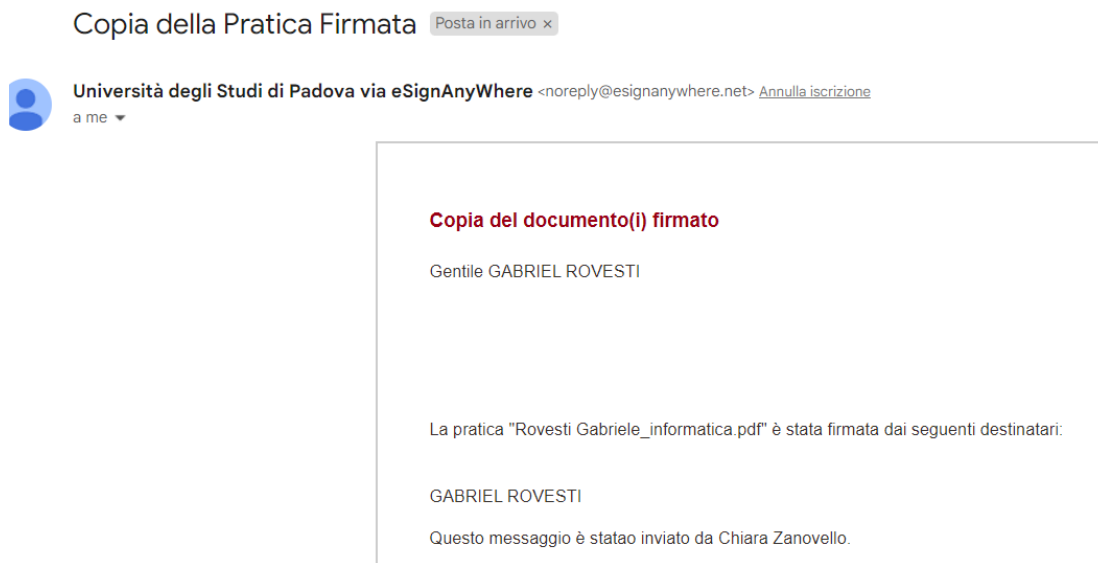 Copia della Pratica Firmata Posta in arrivo ×
Università degli Studi di Padova via eSignAnyWhere <noreply@esignanywhere.net> Annulla iscrizione
a me
Copia del documento(i) firmato
Gentile GABRIEL ROVESTI
La pratica "Rovesti Gabriele_informatica.pdf" è stata firmata dai seguenti destinatari:
GABRIEL ROVESTI
Questo messaggio è statao inviato da Chiara Zanovello.